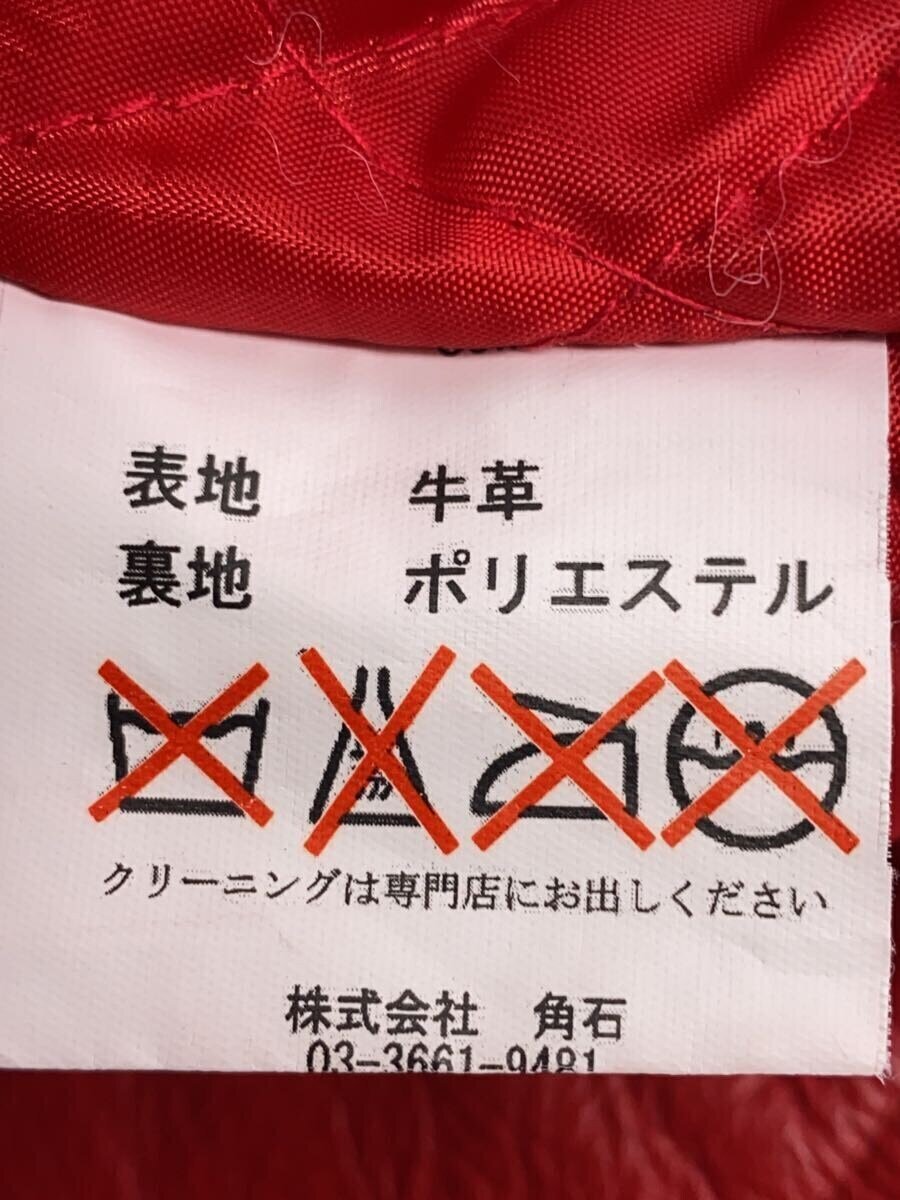 表地 牛革
裏地 ポリエステル
クリーニングは専門店にお出しください
株式会社 角石
03-3661-9481